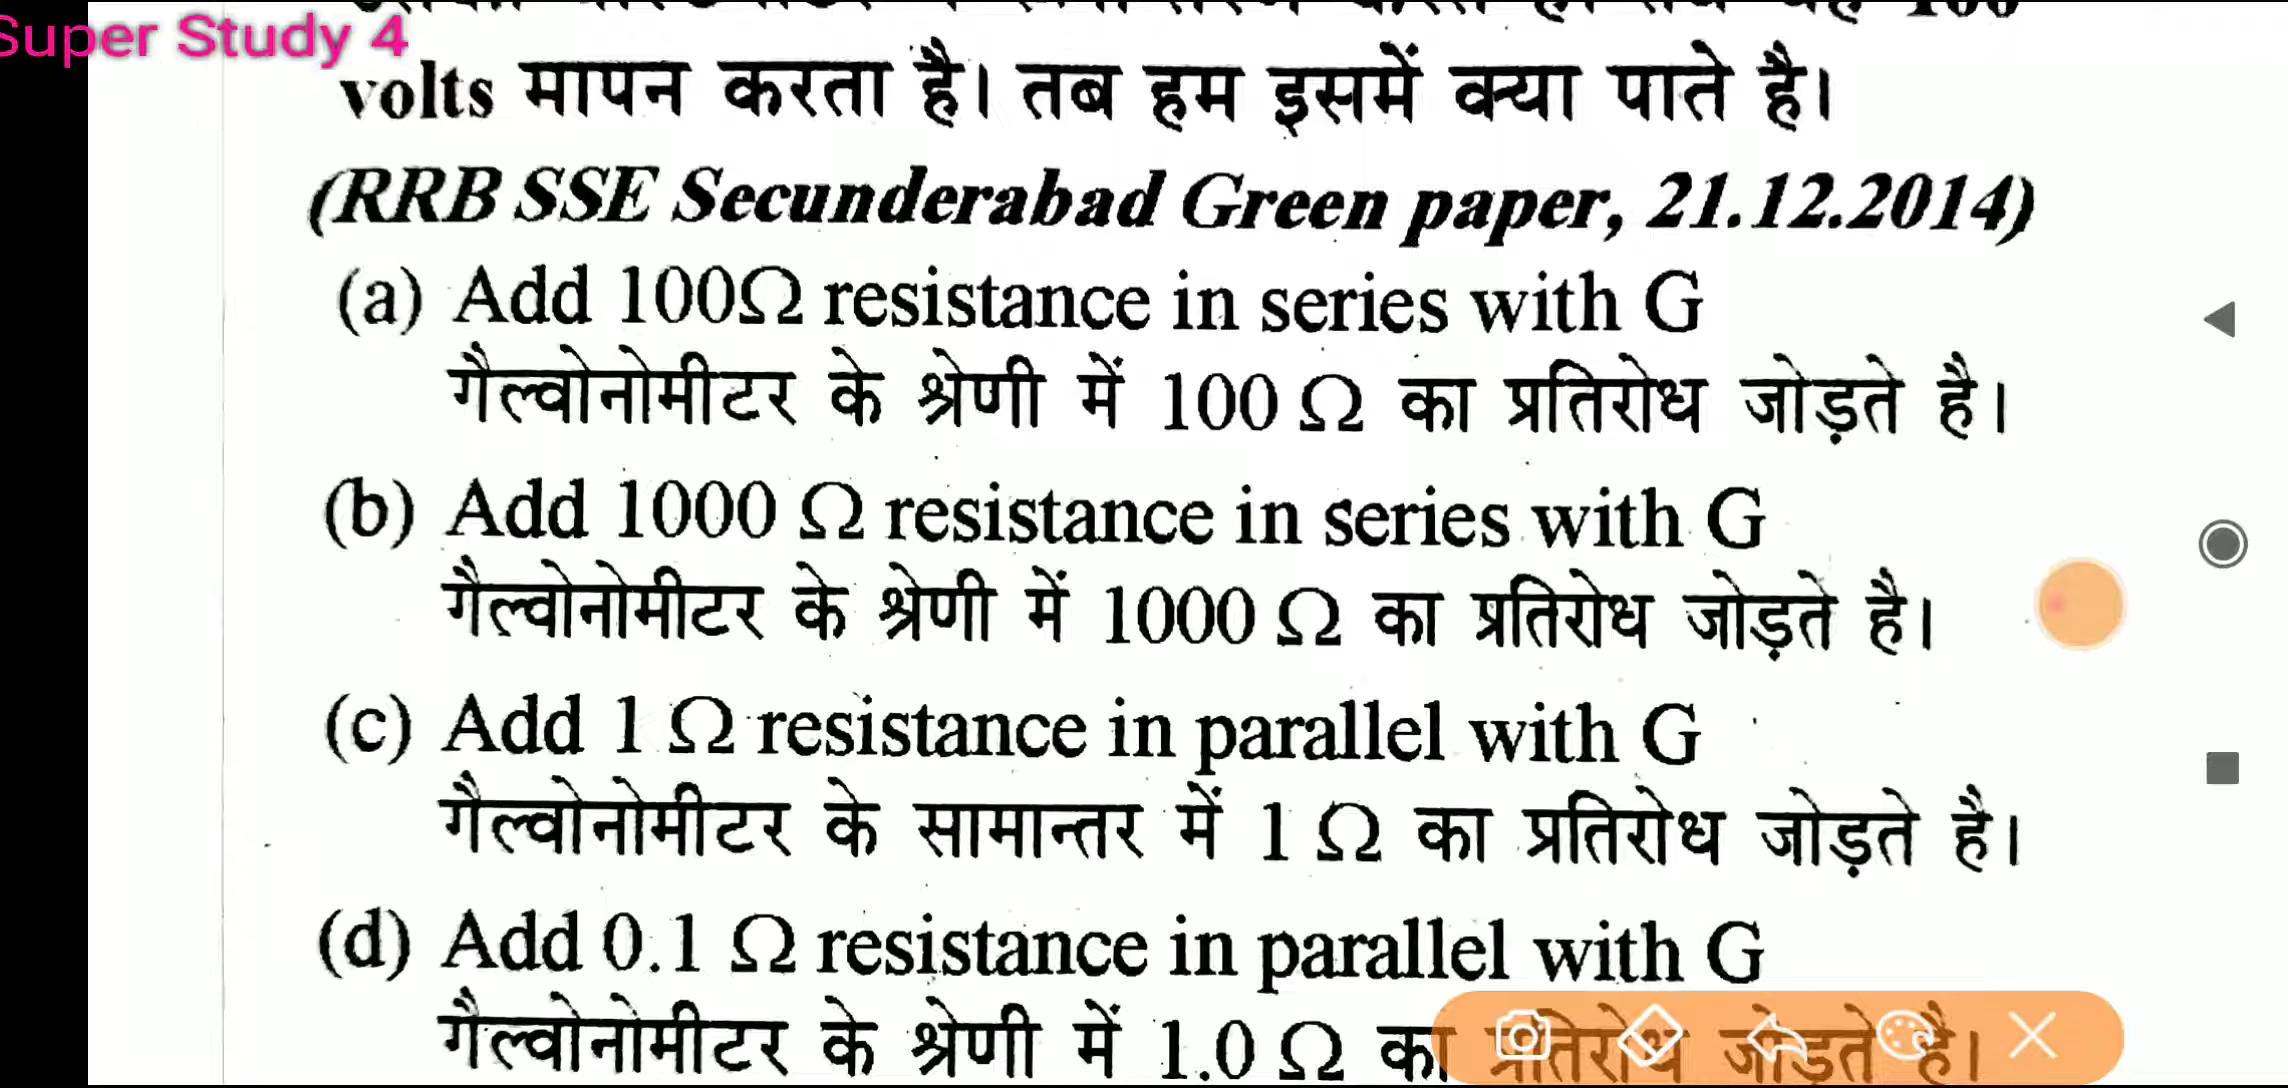 Super Study 4
volts मापन करता है। तब हम इसमें क्या पाते है।
(RRB SSE Secunderabad Green paper, 21.12.2014)
(a) Add 100Ω resistance in series with G
गैल्वोनोमीटर के श्रेणी में 100 Ω का प्रतिरोध जोड़ते है।
(b) Add 1000 Ω resistance in series with G
गैल्वोनोमीटर के श्रेणी में 1000 Ω का प्रतिरोध जोड़ते है।
(c) Add 1 Ω resistance in parallel with G
गैल्वोनोमीटर के सामान्तर में 1 Ω का प्रतिरोध जोड़ते है।
(d) Add 0.1 Ω resistance in parallel with G
गैल्वोनोमीटर के श्रेणी में 1.0 Ω का प्रतिरोध जोड़ते है।